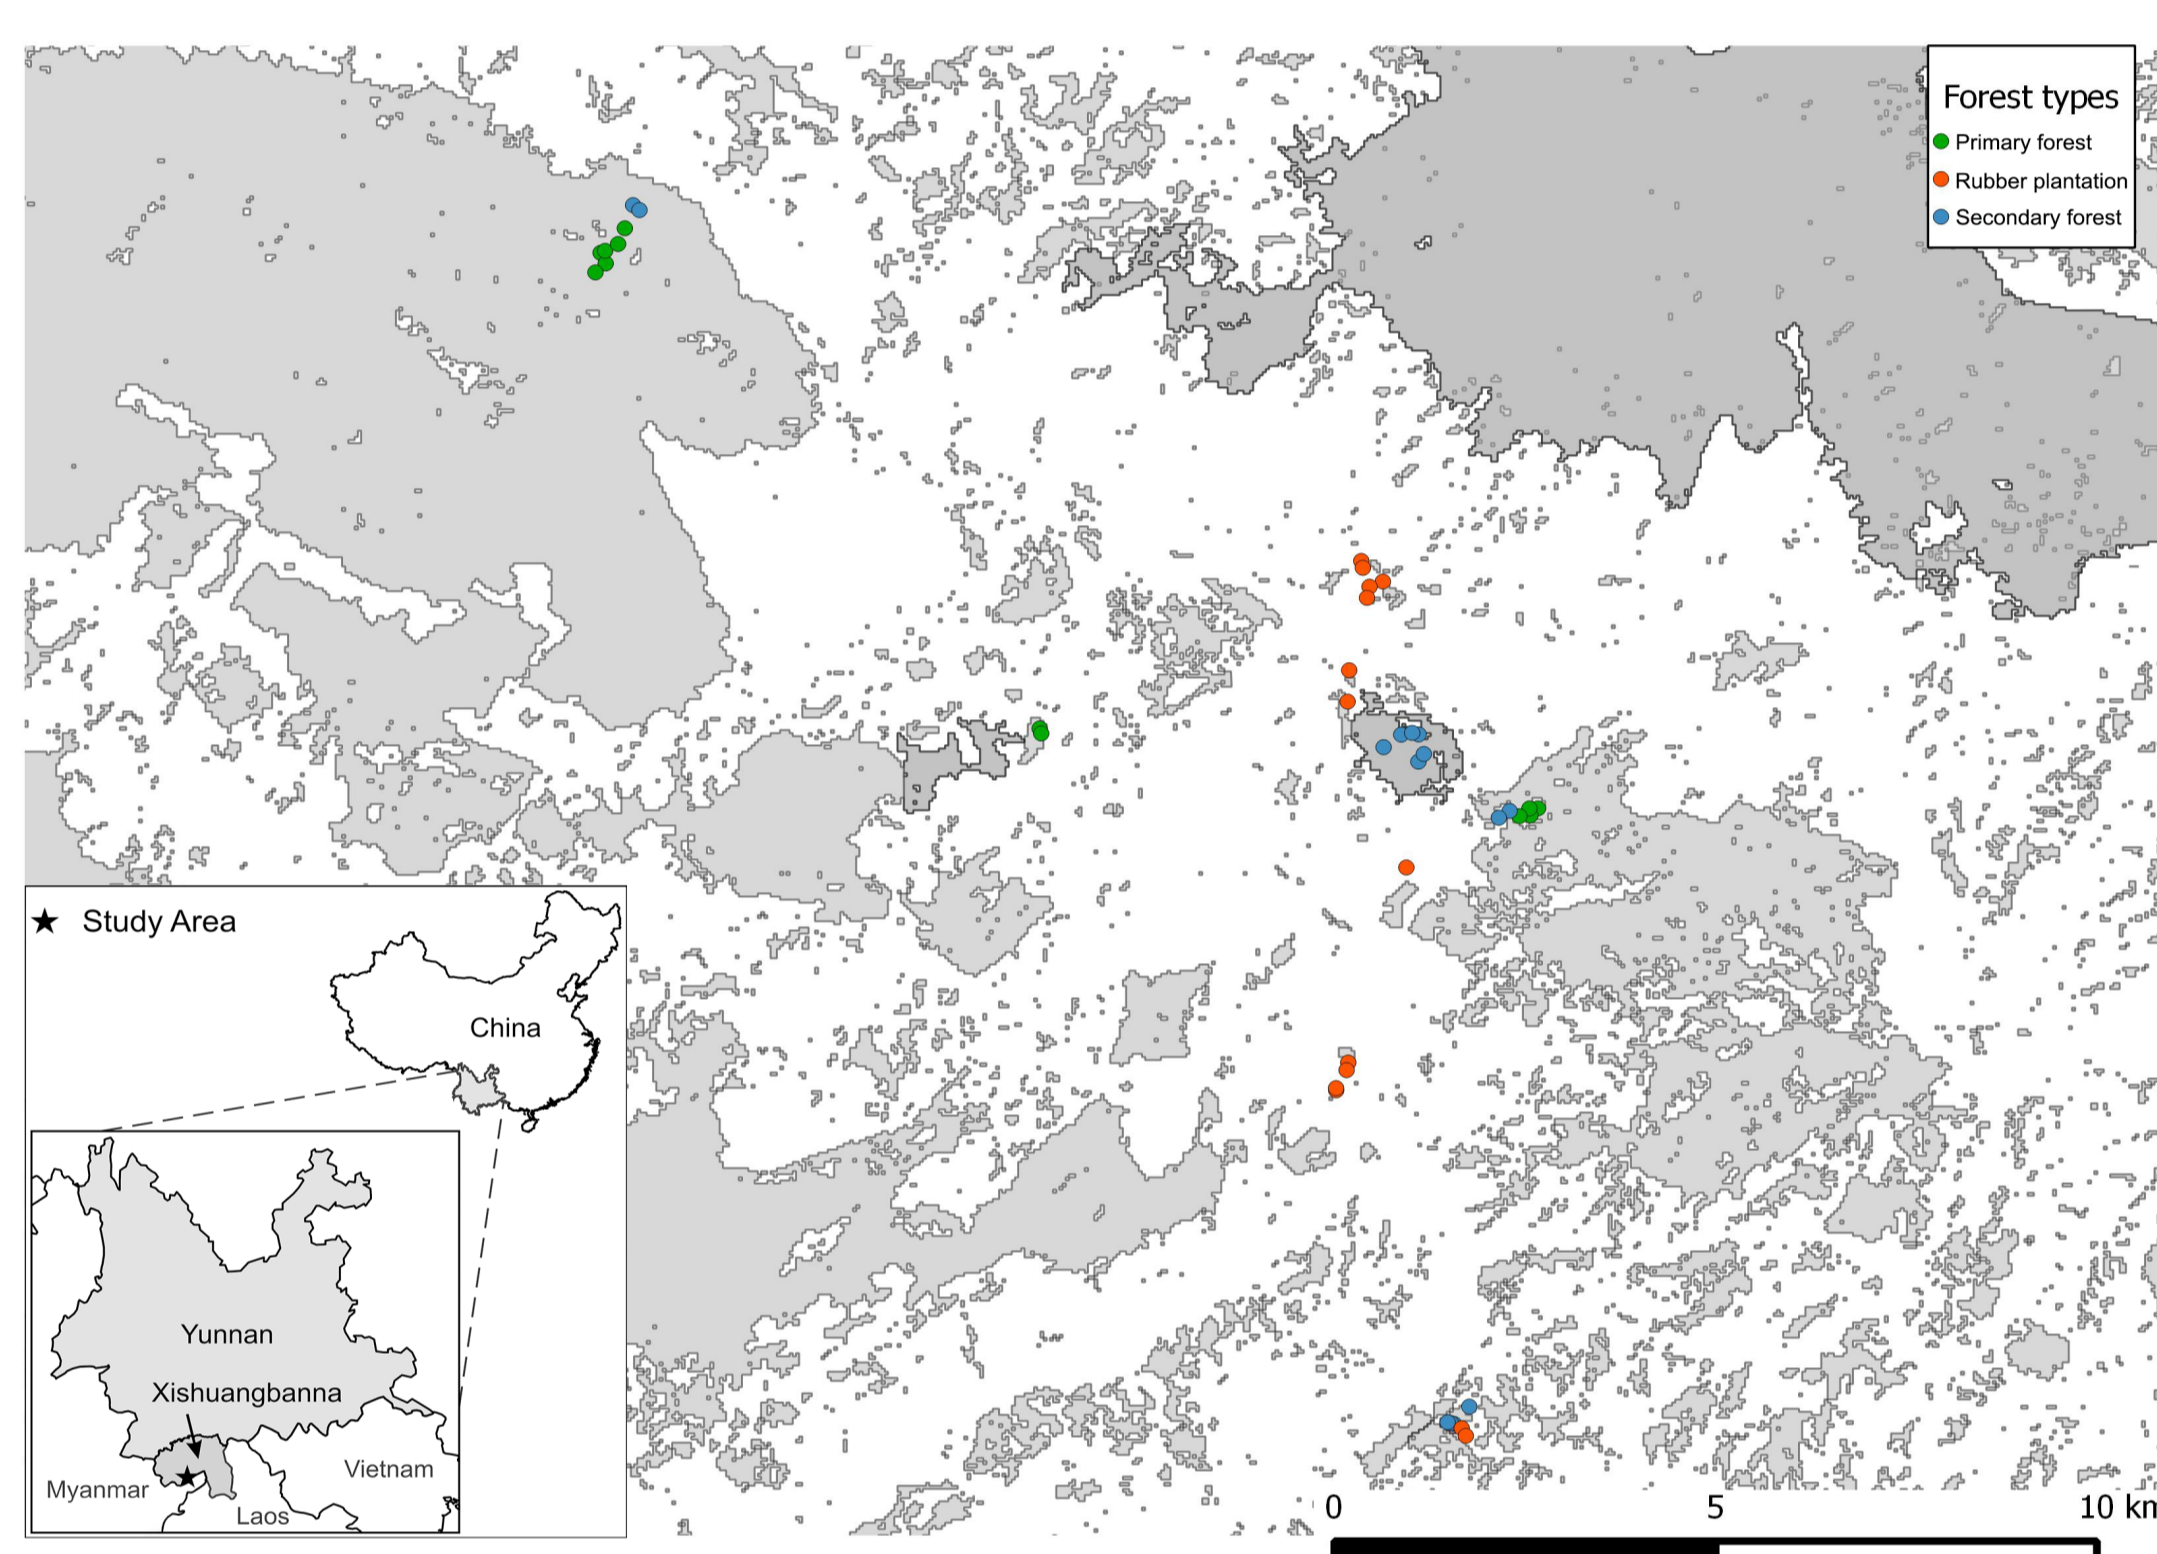 Forest types
Primary forest
Rubber plantation
Secondary forest
★ Study Area
China
Yunnan
Xishuangbanna
Myanmar
Vietnam
Laos
0 5 10 km